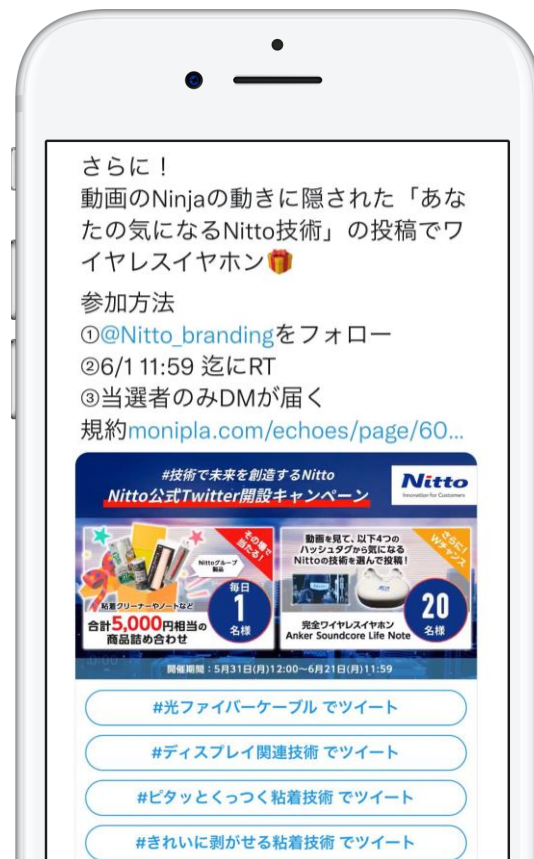 さらに！
動画のNinjaの動きに隠された「あな
たの気になるNitto技術」の投稿でワ
イヤレスイヤホン🎁
参加方法
①@Nitto_brandingをフォロー
②6/1 11:59 迄にRT
③当選者のみDMが届く
規約monipla.com/echoes/page/60...
#技術で未来を創造するNitto
Nitto公式Twitter開設キャンペーン
Nitto
Innovation for Customers
その場で
当たる！
Nittoグループ
製品
粘着クリーナーやノートなど
合計5,000円相当の
商品詰め合わせ
毎日
1
名様
動画を見て、以下4つの
ハッシュタグから気になる
Nittoの技術を選んで投稿！
さらに！
Wチャンス
完全ワイヤレスイヤホン
Anker Soundcore Life Note
20
名様
開催期間：5月31日(月)12:00～6月21日(月)11:59
#光ファイバーケーブル でツイート
#ディスプレイ関連技術 でツイート
#ピタッとくっつく粘着技術 でツイート
#きれいに剥がせる粘着技術 でツイート